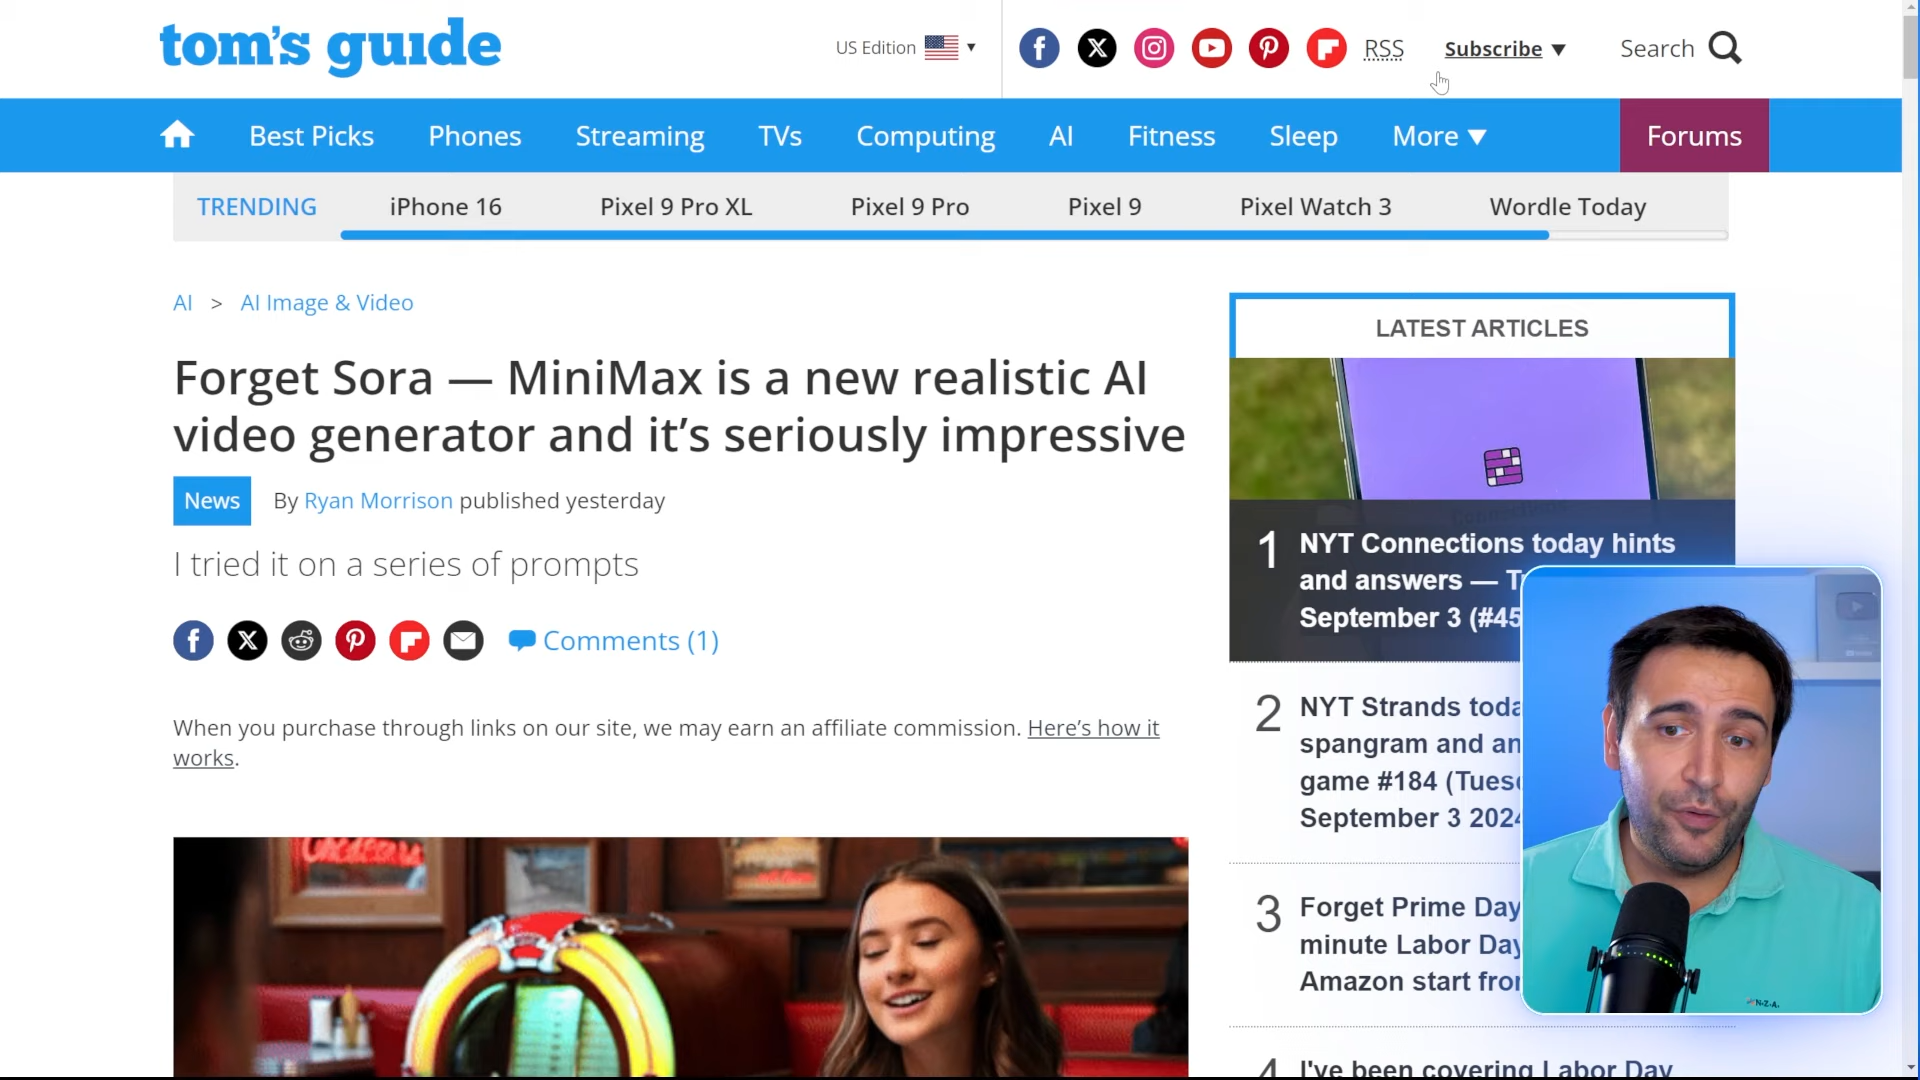 tom's guide
US Edition
RSS
Subscribe
Search
Best Picks
Phones
Streaming
TVs
Computing
AI
Fitness
Sleep
More
Forums
TRENDING
iPhone 16
Pixel 9 Pro XL
Pixel 9 Pro
Pixel 9
Pixel Watch 3
Wordle Today
AI > AI Image & Video
Forget Sora — MiniMax is a new realistic AI
video generator and it's seriously impressive
News
By Ryan Morrison published yesterday
I tried it on a series of prompts
Comments (1)
When you purchase through links on our site, we may earn an affiliate commission. Here's how it
works.
LATEST ARTICLES
1
NYT Connections today hints
and answers — T
September 3 (#45
2
NYT Strands toda
spangram and an
game #184 (Tues
September 3 2024
3
Forget Prime Day
minute Labor Day
Amazon start from
4
I've been covering Labor Day
N·Z·A.